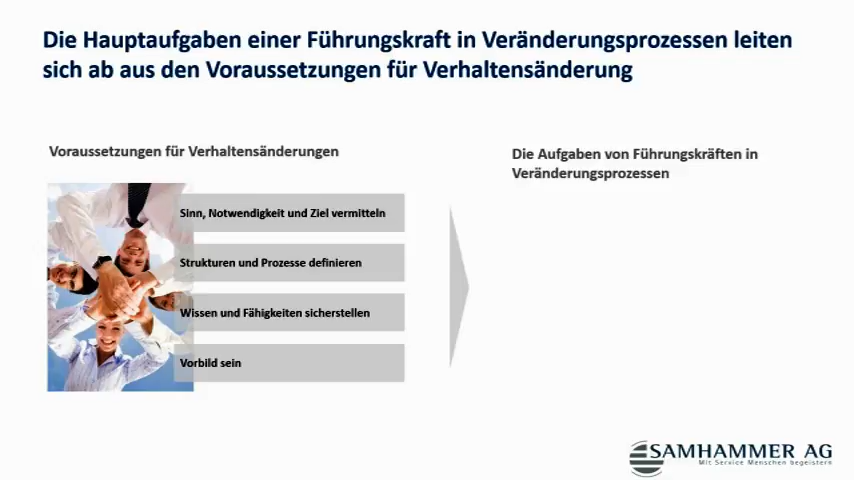 Die Hauptaufgaben einer Führungskraft in Veränderungsprozessen leiten
sich ab aus den Voraussetzungen für Verhaltensänderung
Voraussetzungen für Verhaltensänderungen
Sinn, Notwendigkeit und Ziel vermitteln
Strukturen und Prozesse definieren
Wissen und Fähigkeiten sicherstellen
Vorbild sein
Die Aufgaben von Führungskräften in
Veränderungsprozessen
SAMHAMMER AG
Mit Service Menschen begeistern